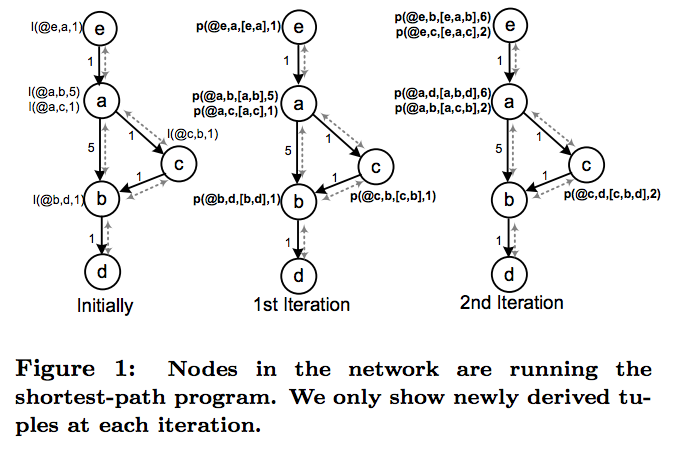 l(@e,a,1)
e
1
l(@a,b,5)
l(@a,c,1)
a
l(@c,b,1)
1
5
c
1
l(@b,d,1)
b
1
d
Initially
p(@e,a,[e,a],1)
e
1
p(@a,b,[a,b],5)
p(@a,c,[a,c],1)
a
1
5
c
1
p(@b,d,[b,d],1)
b
p(@c,b,[c,b],1)
1
d
1st Iteration
p(@e,b,[e,a,b],6)
p(@e,c,[e,a,c],2)
e
1
p(@a,d,[a,b,d],6)
p(@a,b,[a,c,b],2)
a
1
5
c
1
b
p(@c,d,[c,b,d],2)
1
d
2nd Iteration
Figure 1: Nodes in the network are running the
shortest-path program. We only show newly derived tu-
ples at each iteration.